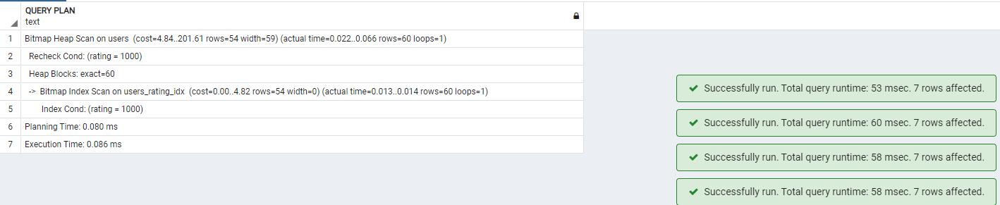 QUERY PLAN
text
1 Bitmap Heap Scan on users (cost=4.84..201.61 rows=54 width=59) (actual time=0.022..0.066 rows=60 loops=1)
2 Recheck Cond: (rating = 1000)
3 Heap Blocks: exact=60
4 -> Bitmap Index Scan on users_rating_idx (cost=0.00..4.82 rows=54 width=0) (actual time=0.013..0.014 rows=60 loops=1)
5 Index Cond: (rating = 1000)
6 Planning Time: 0.080 ms
7 Execution Time: 0.086 ms
Successfully run. Total query runtime: 53 msec. 7 rows affected.
Successfully run. Total query runtime: 60 msec. 7 rows affected.
Successfully run. Total query runtime: 58 msec. 7 rows affected.
Successfully run. Total query runtime: 58 msec. 7 rows affected.